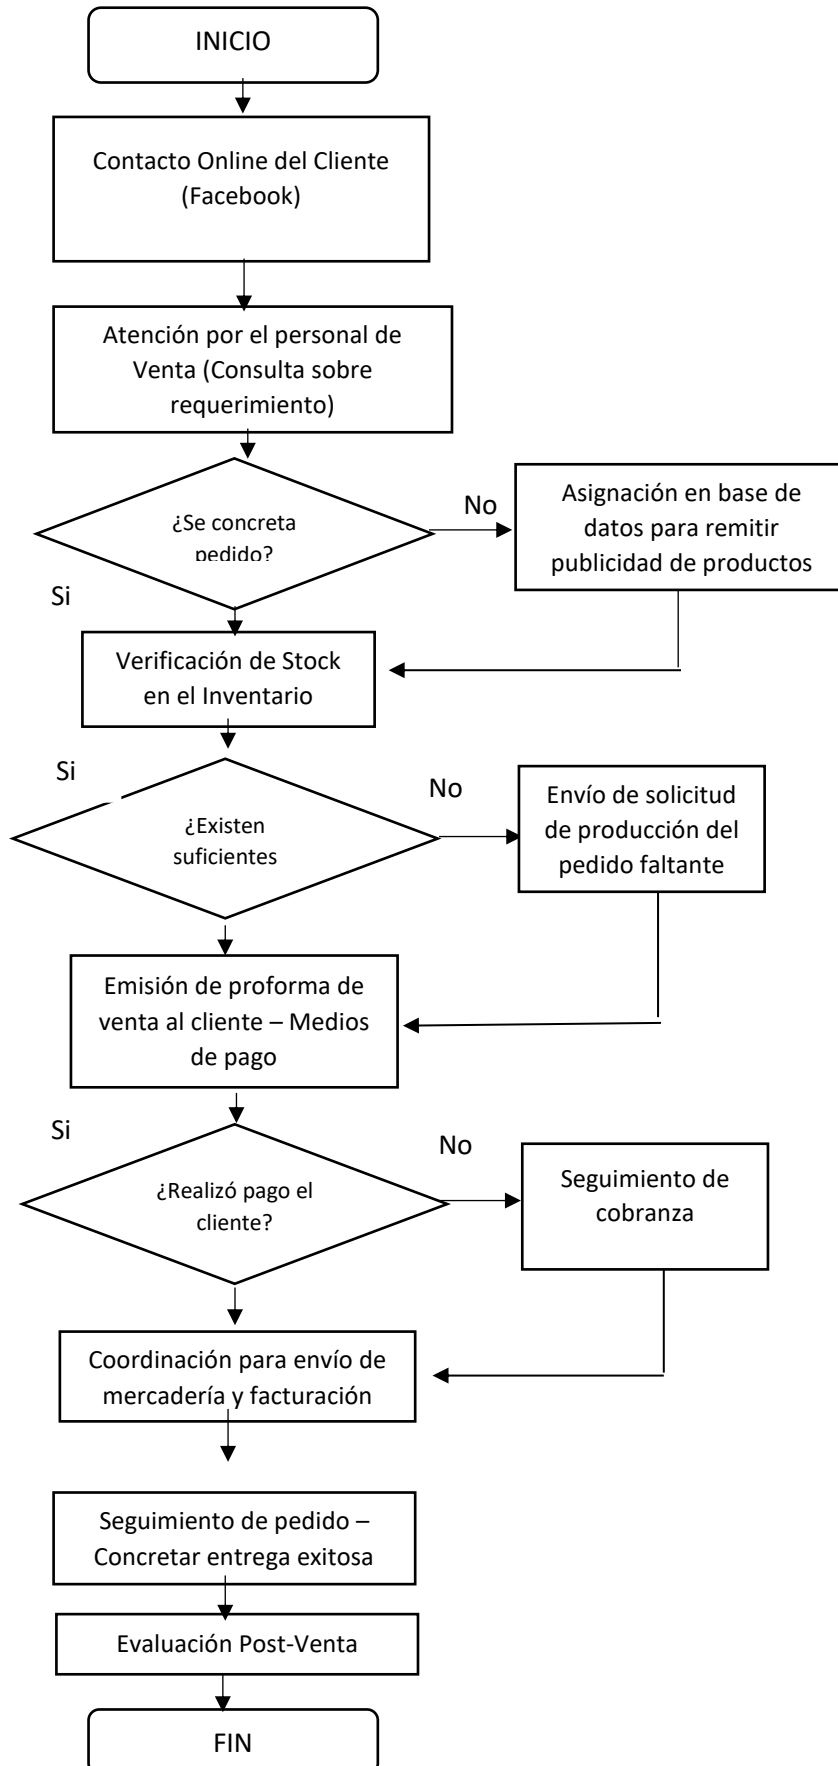 INICIO
Contacto Online del Cliente
(Facebook)
Atención por el personal de
Venta (Consulta sobre
requerimiento)
¿Se concreta
pedido?
No
Asignación en base de
datos para remitir
publicidad de productos
Si
Verificación de Stock
en el Inventario
Si
No
¿Existen
suficientes
Envío de solicitud
de producción del
pedido faltante
Emisión de proforma de
venta al cliente – Medios
de pago
Si
No
¿Realizó pago el
cliente?
Seguimiento de
cobranza
Coordinación para envío de
mercadería y facturación
Seguimiento de pedido –
Concretar entrega exitosa
Evaluación Post-Venta
FIN